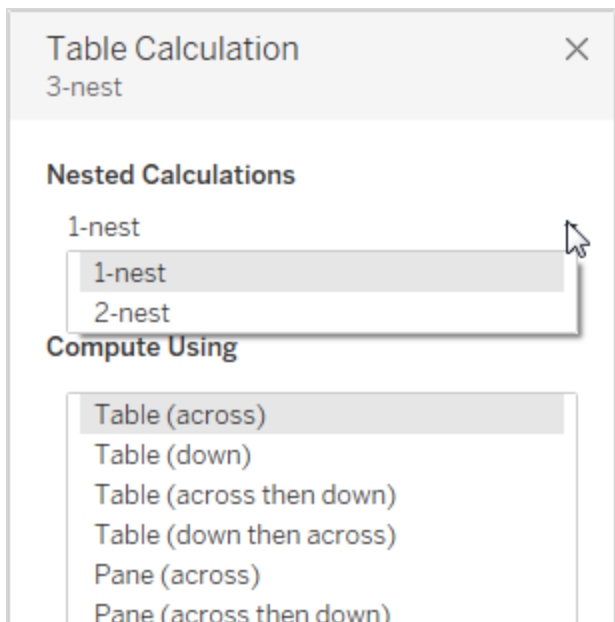 Table Calculation
3-nest
Nested Calculations
1-nest
1-nest
2-nest
Compute Using
Table (across)
Table (down)
Table (across then down)
Table (down then across)
Pane (across)
Pane (across then down)